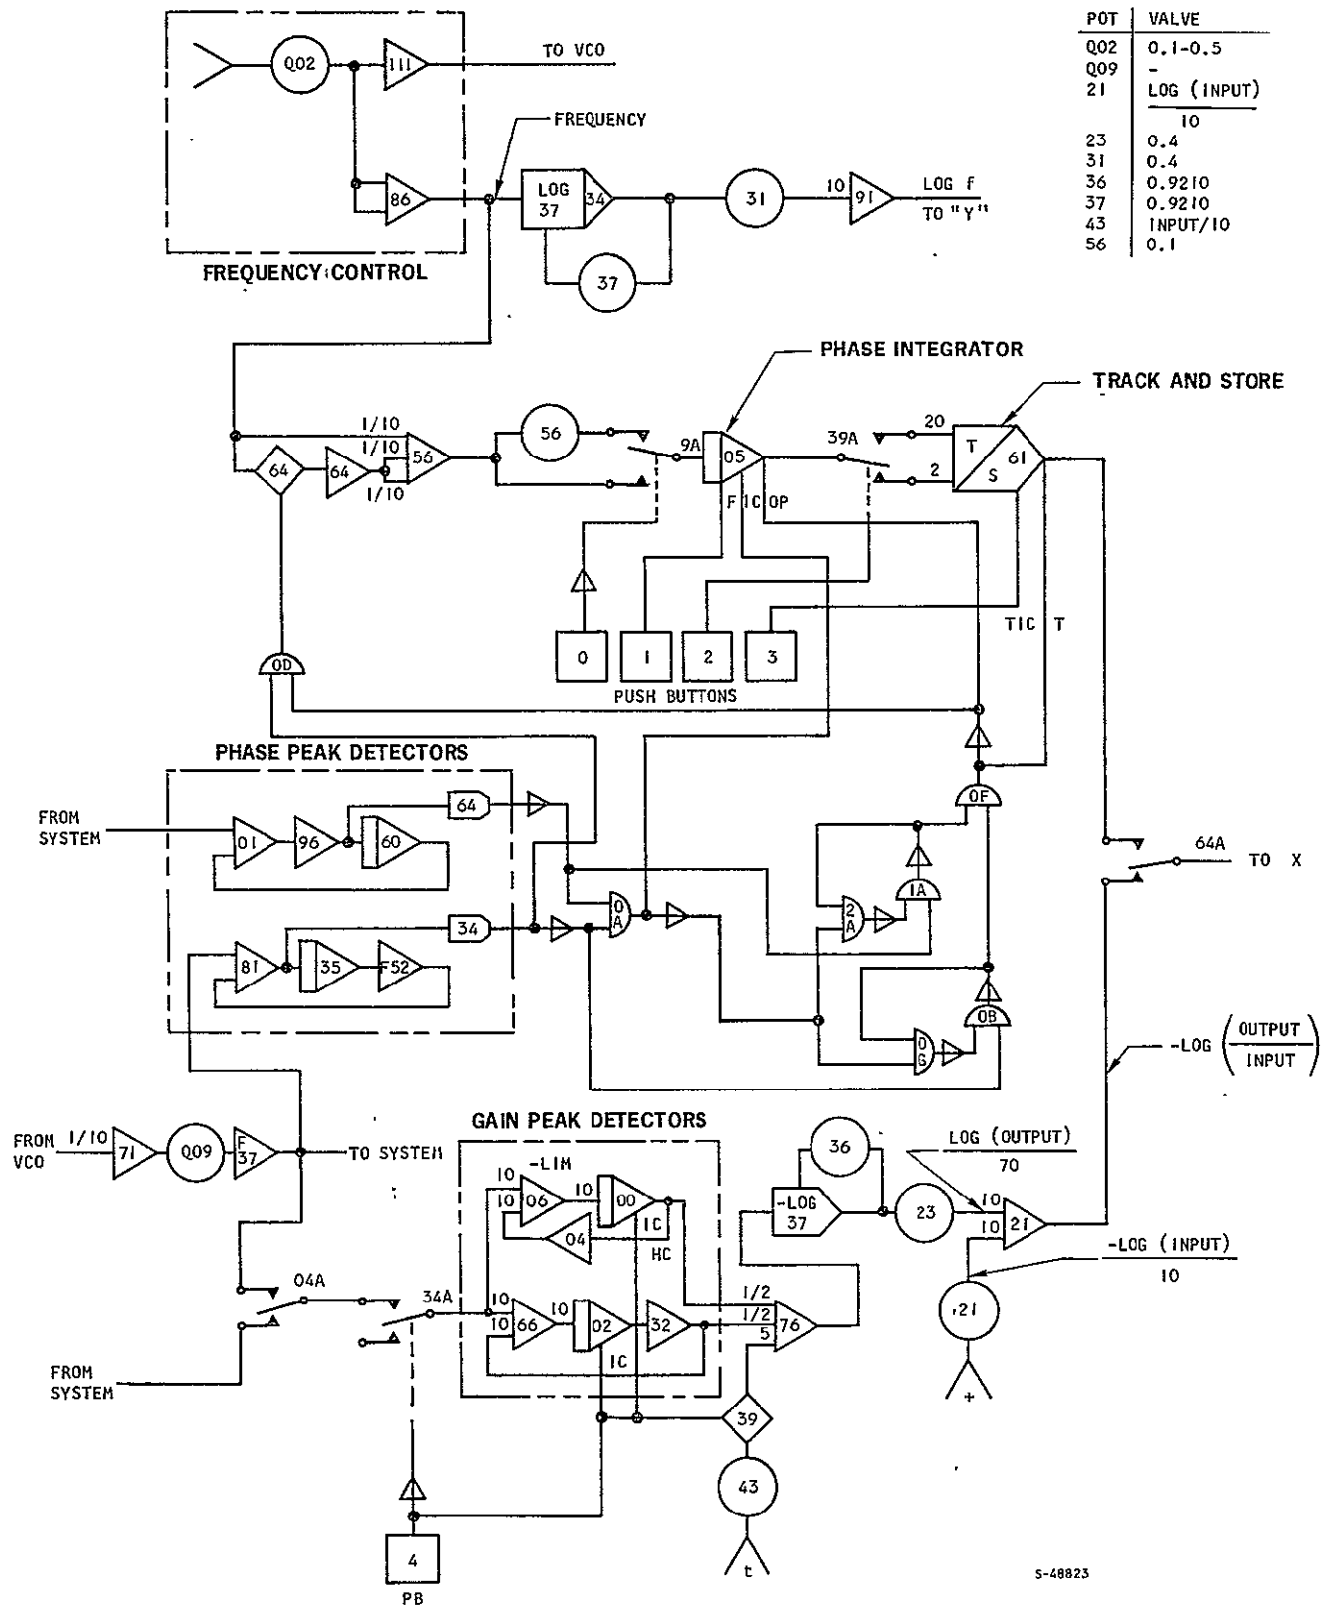 POT VALVE
Q02 0.1-0.5
Q09 -
21 LOG (INPUT)
10
23 0.4
31 0.4
36 0.9210
37 0.9210
43 INPUT/10
56 0.1
Q02
111
TO VCO
86
FREQUENCY
LOG
37
34
31
10
91
LOG f
TO "Y"
37
FREQUENCY CONTROL
PHASE INTEGRATOR
TRACK AND STORE
1/10
1/10
1/10
64
64
56
56
9A
05
39A
20
2
T
S
61
F IC OP
TIC T
0
1
2
3
PUSH BUTTONS
OD
PHASE PEAK DETECTORS
FROM
SYSTEM
01
96
60
64
34
81
35
F52
0
A
2
A
1A
OF
0
G
OB
64A
TO X
-LOG (OUTPUT
INPUT)
FROM
VCO
1/10
71
Q09
F
37
TO SYSTEM
GAIN PEAK DETECTORS
-LIM
10
10
06
10
00
IC
04
HC
04A
34A
10
10
66
10
02
32
IC
1/2
1/2
5
76
36
-LOG
37
23
LOG (OUTPUT)
70
10
10
21
-LOG (INPUT)
10
21
+
FROM
SYSTEM
39
43
t
4
PB
S-48823